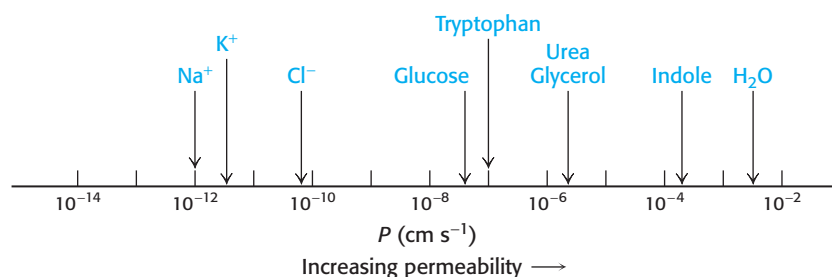 Tryptophan
K⁺
Urea
Na⁺ Cl⁻ Glucose Glycerol Indole H₂O
10⁻¹⁴ 10⁻¹² 10⁻¹⁰ 10⁻⁸ 10⁻⁶ 10⁻⁴ 10⁻²
P (cm s⁻¹)
Increasing permeability ⟶